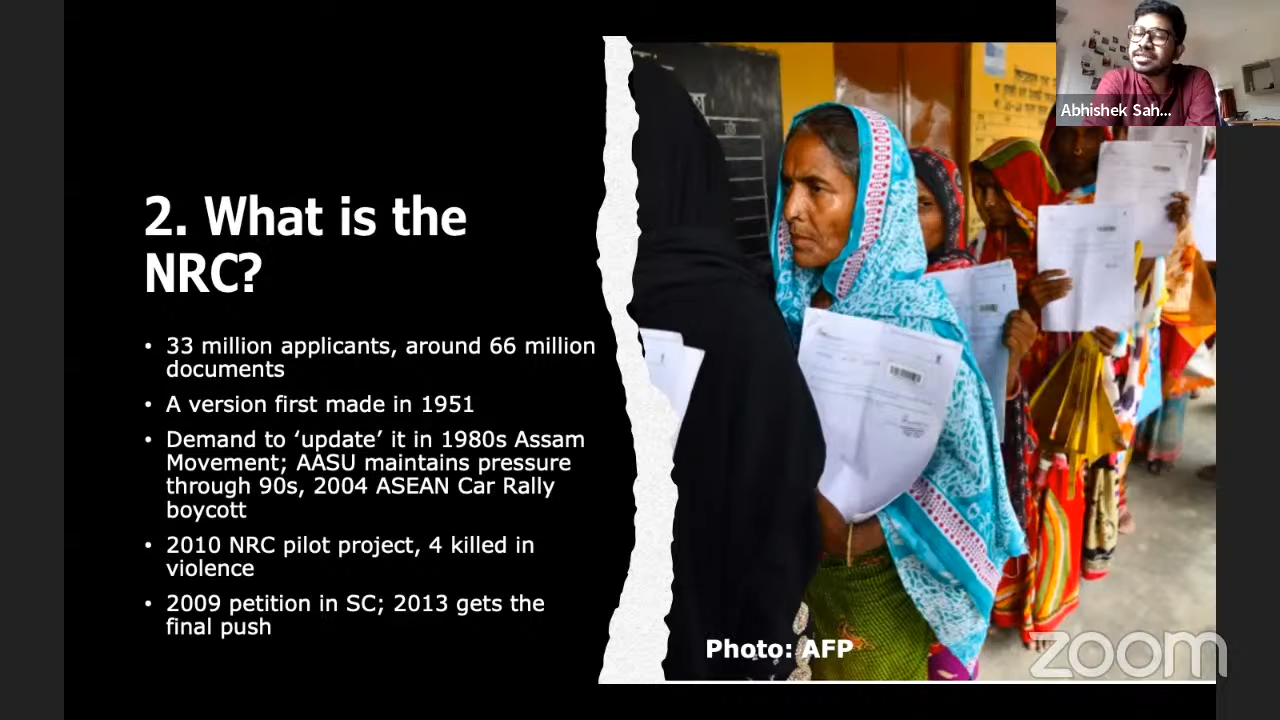 2. What is the
NRC?
• 33 million applicants, around 66 million
documents
• A version first made in 1951
• Demand to ‘update’ it in 1980s Assam
Movement; AASU maintains pressure
through 90s, 2004 ASEAN Car Rally
boycott
• 2010 NRC pilot project, 4 killed in
violence
• 2009 petition in SC; 2013 gets the
final push
Photo: AFP
Abhishek Sah...
zoom